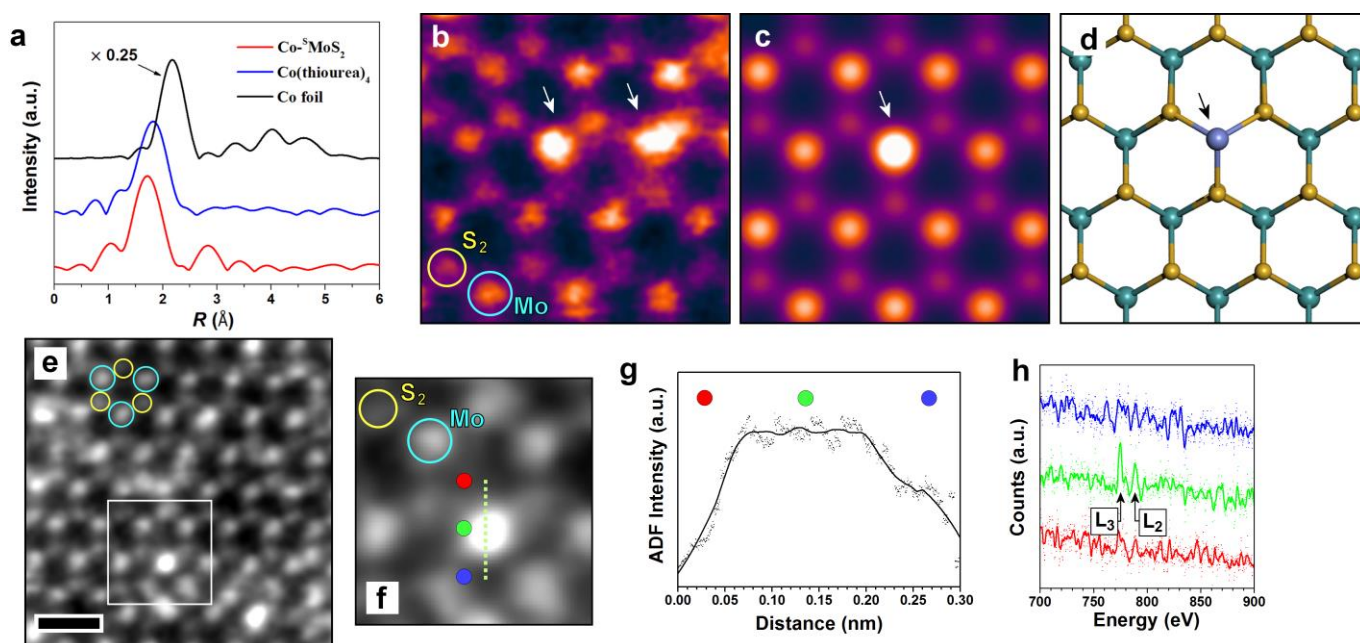 a
× 0.25
Co-ˢMoS₂
Co(thiourea)₄
Co foil
Intensity (a.u.)
0 1 2 3 4 5 6
R (Å)
b
S₂
Mo
c
d
e
f
S₂
Mo
g
ADF Intensity (a.u.)
0.00 0.05 0.10 0.15 0.20 0.25 0.30
Distance (nm)
h
Counts (a.u.)
L₃ L₂
700 750 800 850 900
Energy (eV)